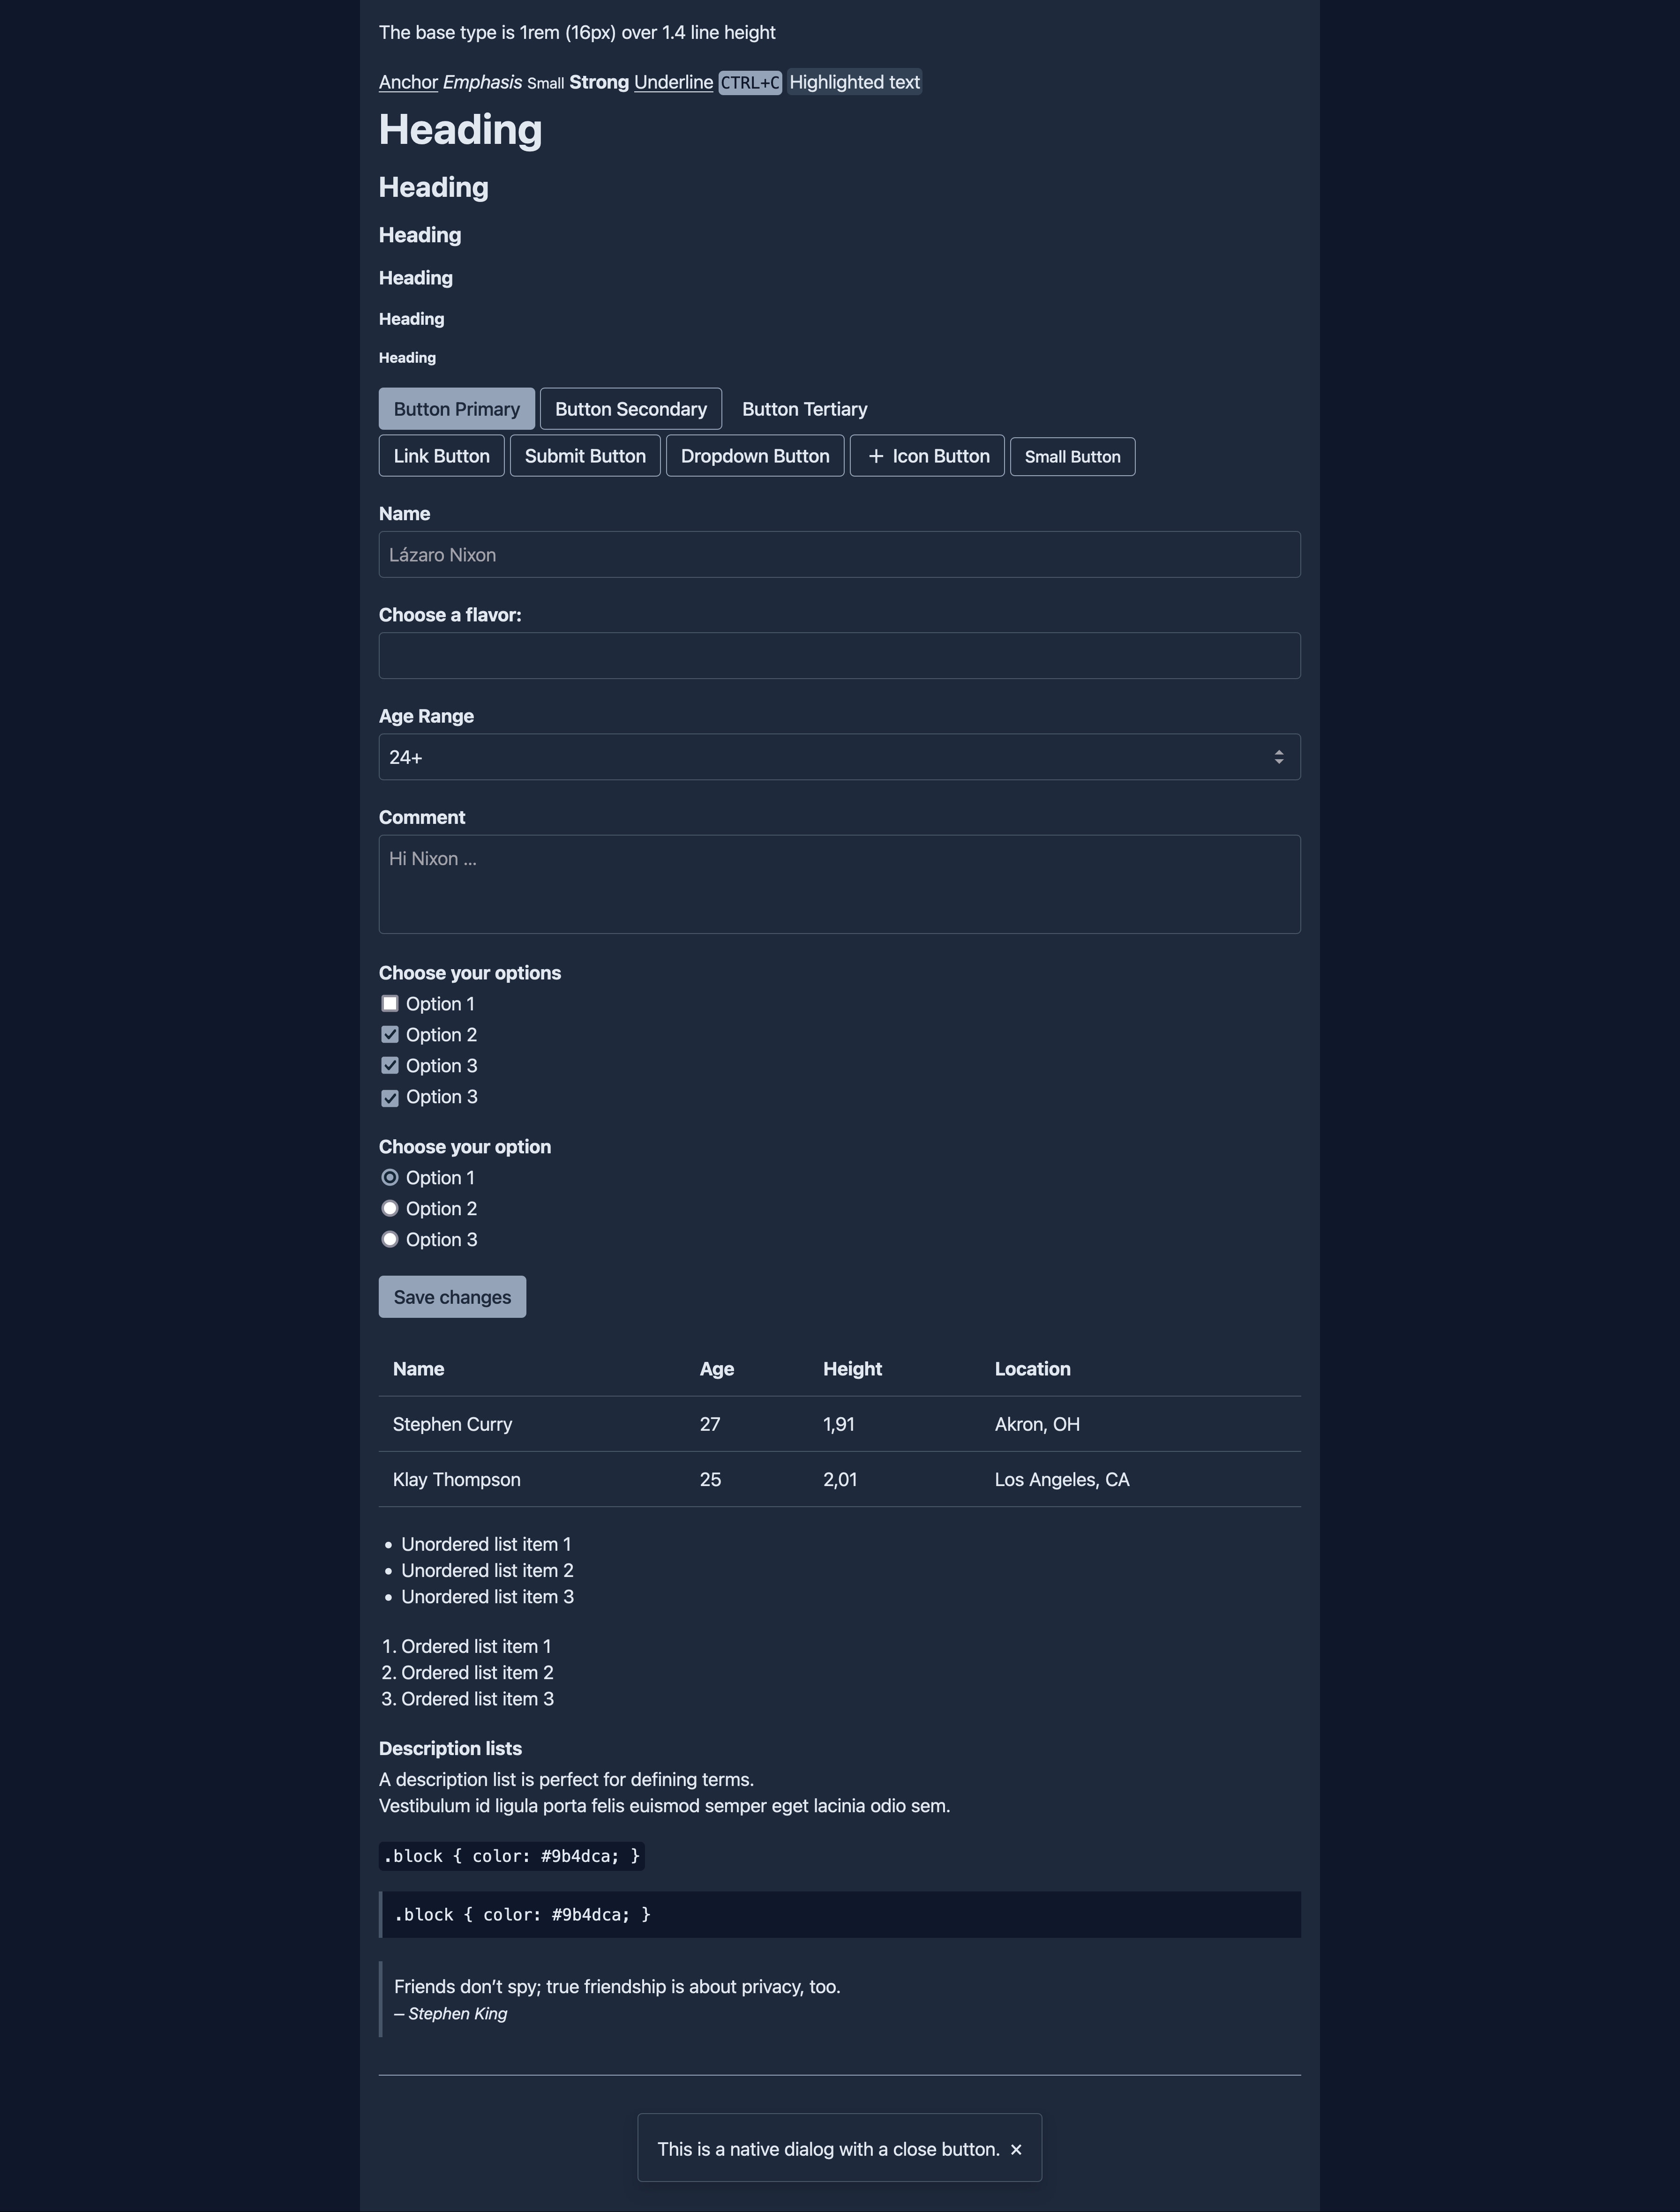 The base type is 1rem (16px) over 1.4 line height
Anchor Emphasis Small Strong Underline CTRL+C Highlighted text
Heading
Heading
Heading
Heading
Heading
Heading
Button Primary Button Secondary Button Tertiary
Link Button Submit Button Dropdown Button + Icon Button Small Button
Name
Lázaro Nixon
Choose a flavor:
Age Range
24+
Comment
Hi Nixon ...
Choose your options
Option 1
Option 2
Option 3
Option 3
Choose your option
Option 1
Option 2
Option 3
Save changes
Name Age Height Location
Stephen Curry 27 1,91 Akron, OH
Klay Thompson 25 2,01 Los Angeles, CA
• Unordered list item 1
• Unordered list item 2
• Unordered list item 3
1. Ordered list item 1
2. Ordered list item 2
3. Ordered list item 3
Description lists
A description list is perfect for defining terms.
Vestibulum id ligula porta felis euismod semper eget lacinia odio sem.
.block { color: #9b4dca; }
.block { color: #9b4dca; }
Friends don’t spy; true friendship is about privacy, too.
– Stephen King
This is a native dialog with a close button. ×